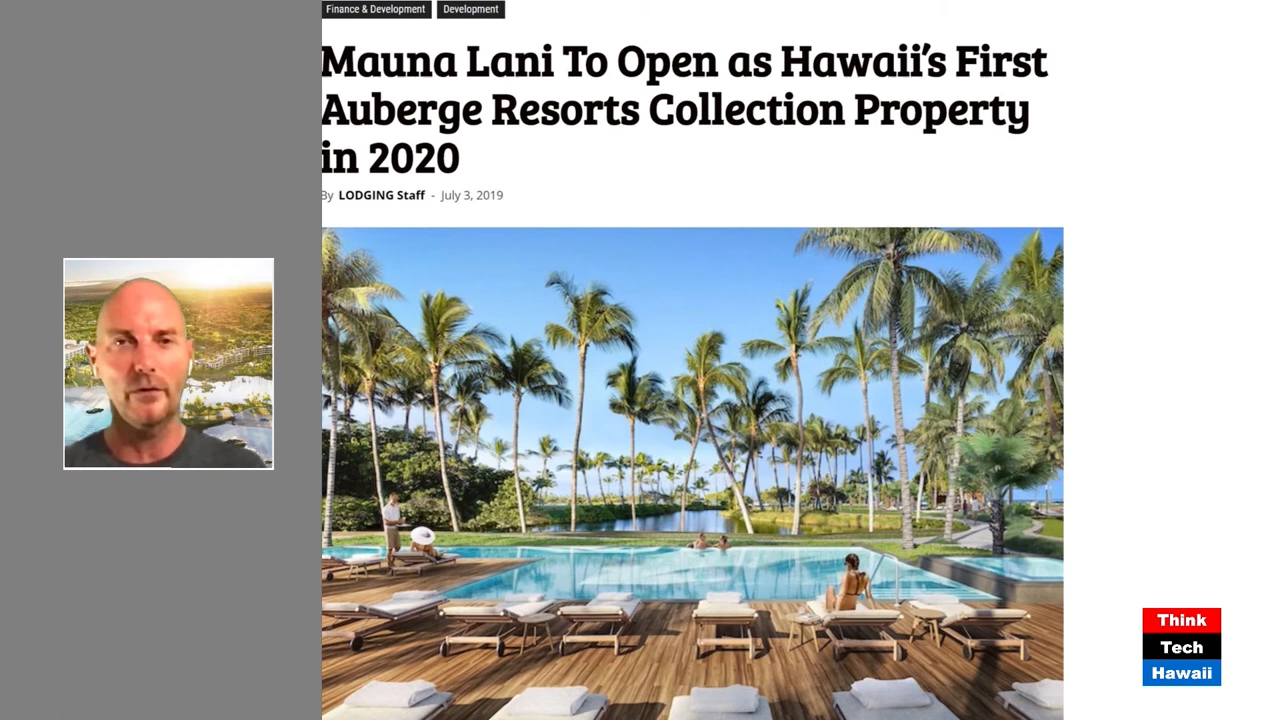 Finance & Development
Development
Mauna Lani To Open as Hawaii's First
Auberge Resorts Collection Property
in 2020
By LODGING Staff - July 3, 2019
Think
Tech
Hawaii